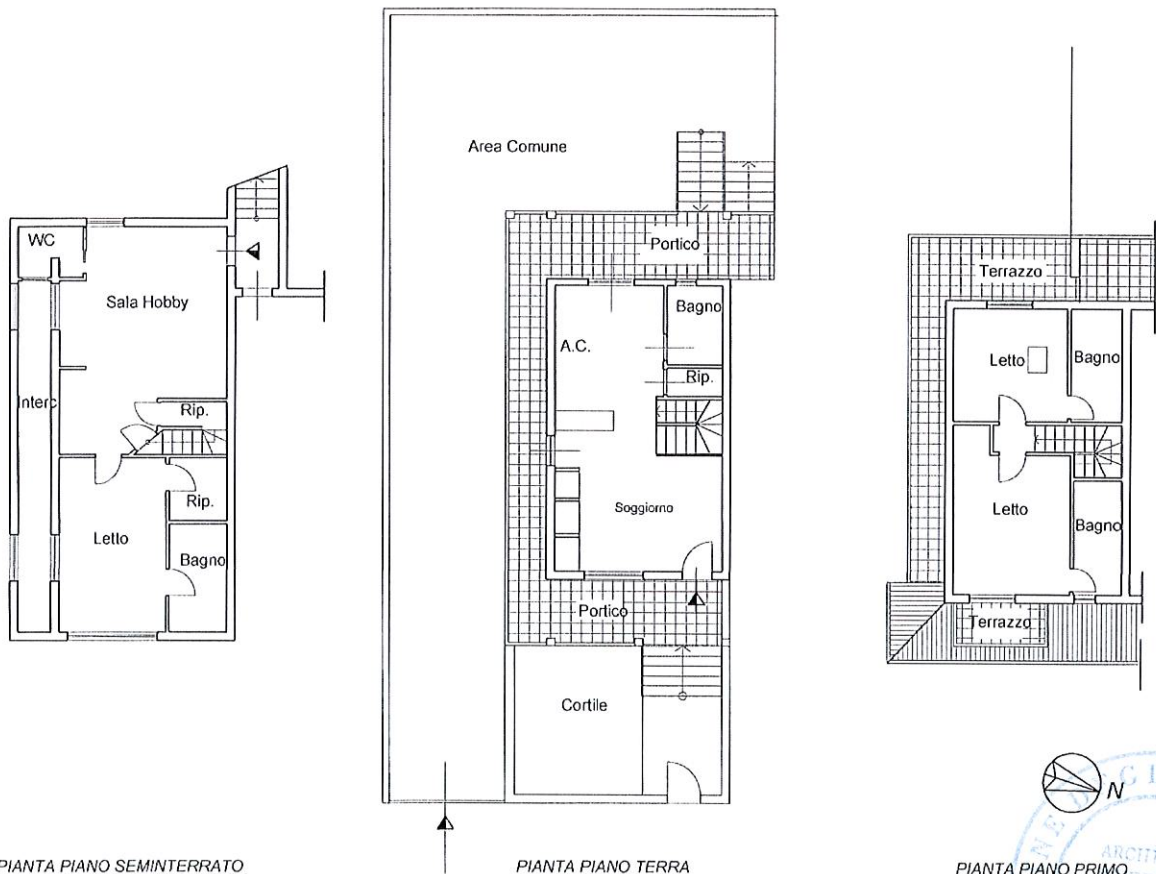 WC
Sala Hobby
Interc
Rip.
Rip.
Letto
Bagno
PIANTA PIANO SEMINTERRATO
Area Comune
Portico
Bagno
A.C.
Rip.
Soggiorno
Portico
Cortile
PIANTA PIANO TERRA
Terrazzo
Letto
Bagno
Letto
Bagno
Terrazzo
N
PIANTA PIANO PRIMO